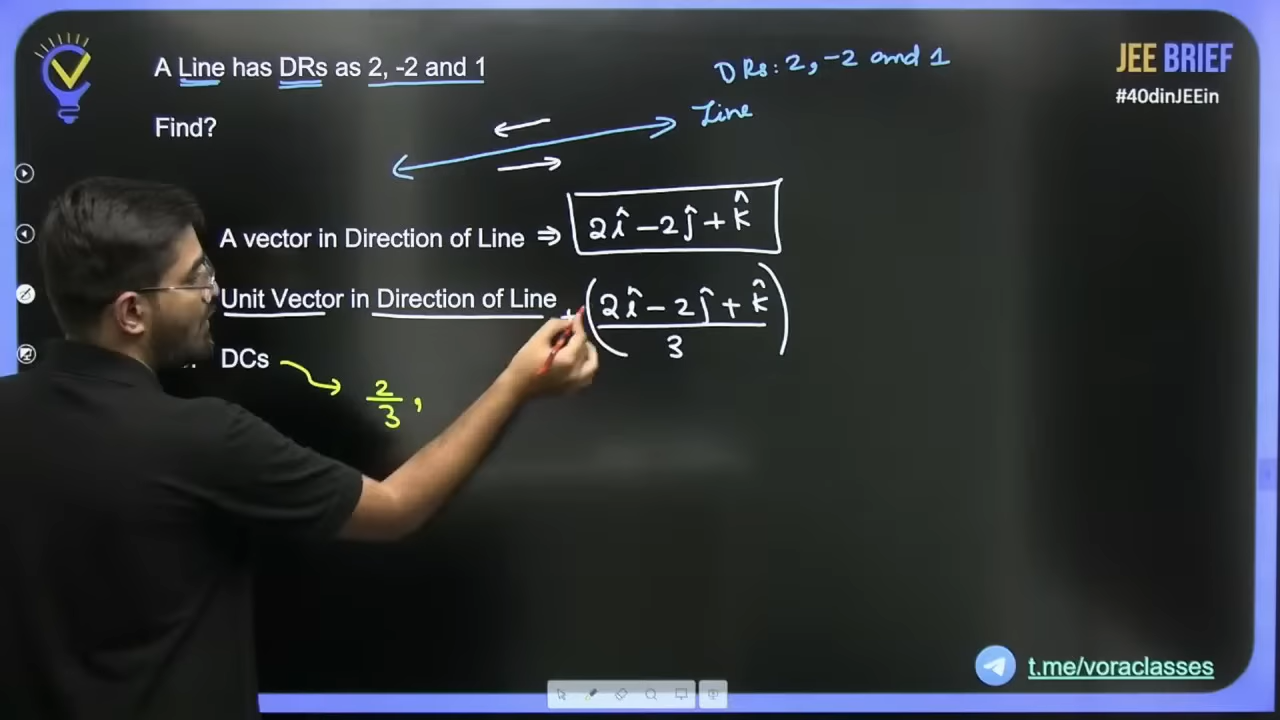 A Line has DRs as 2, -2 and 1
DRs: 2, -2 and 1
JEE BRIEF
#40dinJEEin
Find?
Line
A vector in Direction of Line ⇒ 2î - 2ĵ + k̂
Unit Vector in Direction of Line (2î - 2ĵ + k̂ / 3)
DCs
2/3 ,
t.me/voraclasses